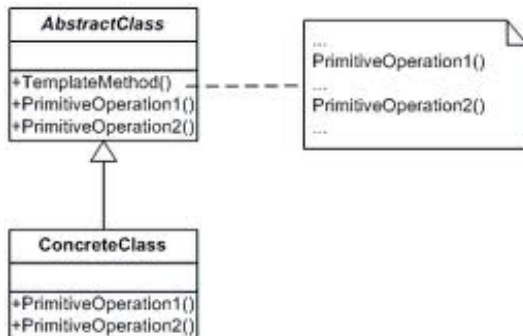 AbstractClass
+TemplateMethod()
+PrimitiveOperation1()
+PrimitiveOperation2()
...
PrimitiveOperation1()
...
PrimitiveOperation2()
...
ConcreteClass
+PrimitiveOperation1()
+PrimitiveOperation2()